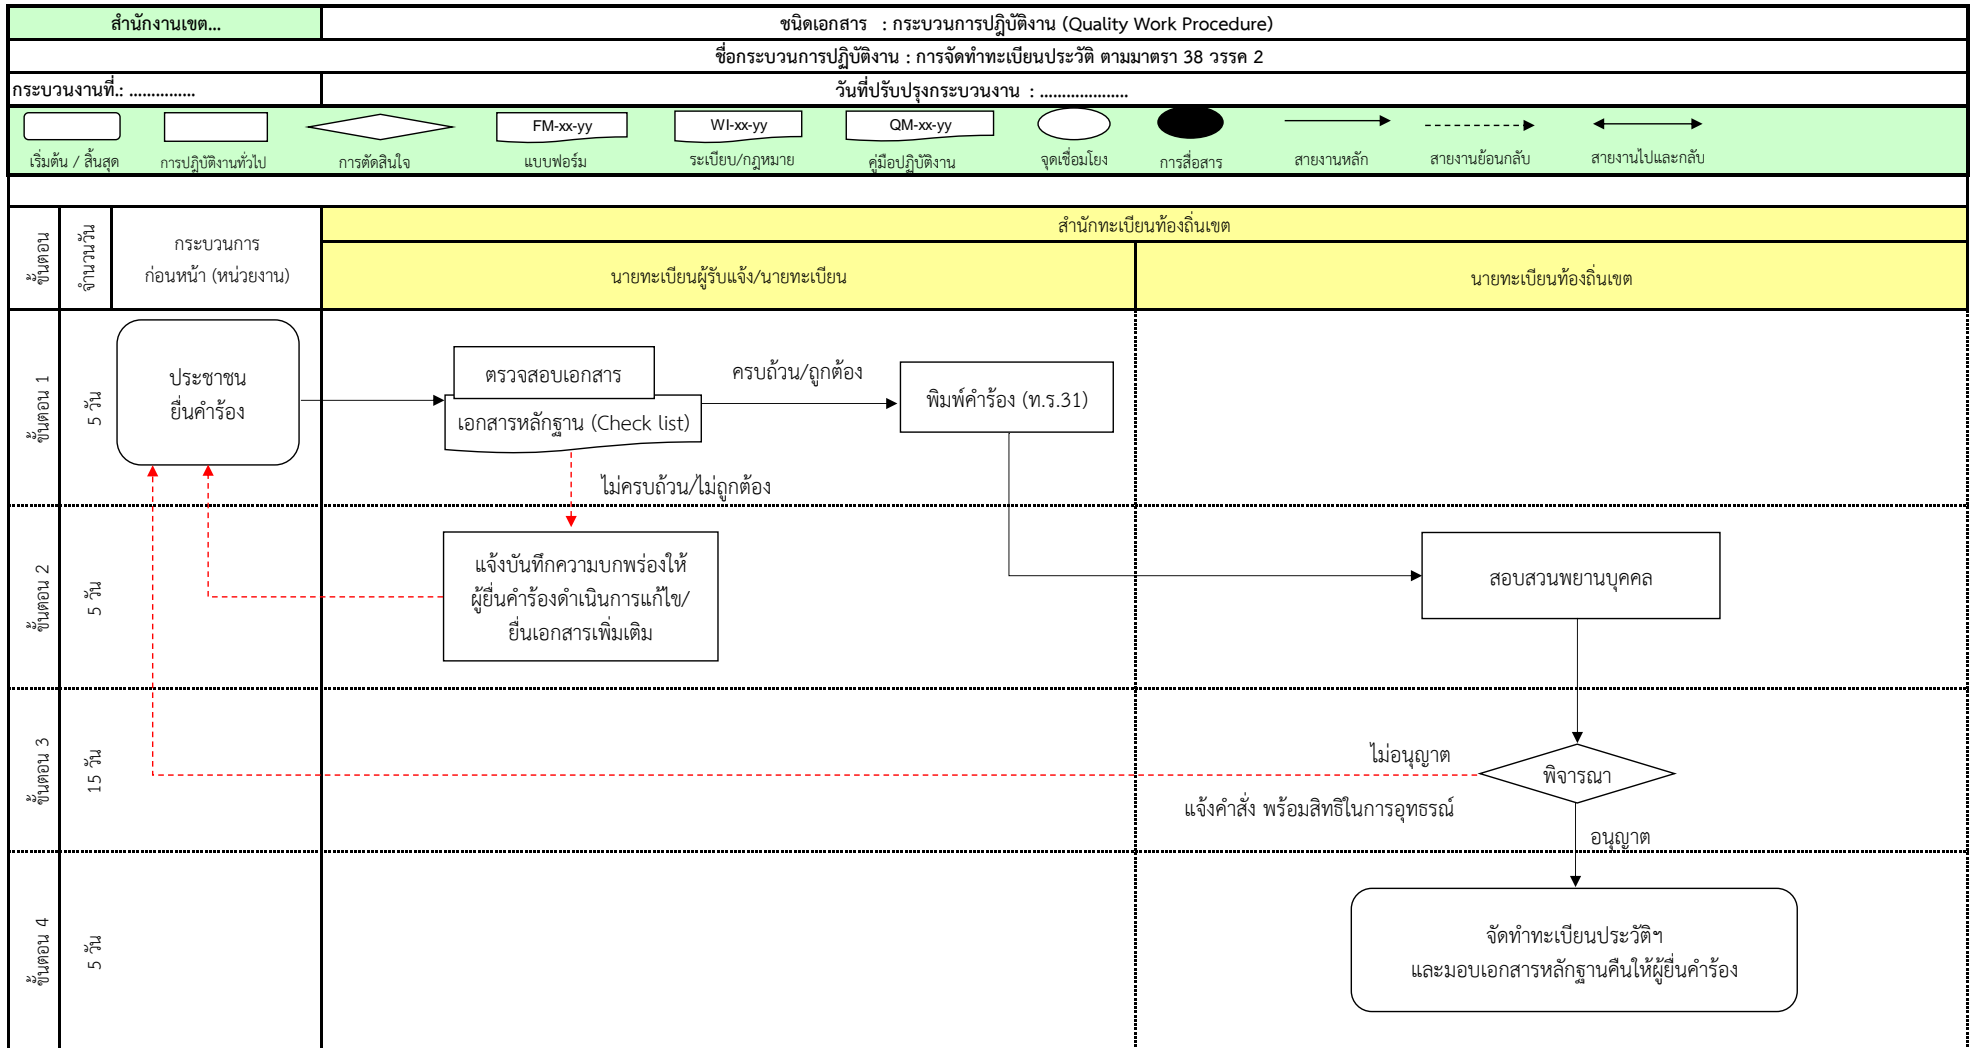 สำนักงานเขต...
ชนิดเอกสาร : กระบวนการปฎิบัติงาน (Quality Work Procedure)
ชื่อกระบวนการปฏิบัติงาน : การจัดทำทะเบียนประวัติ ตามมาตรา 38 วรรค 2
กระบวนงานที่.: ...............
วันที่ปรับปรุงกระบวนงาน : ....................
FM-xx-yy
WI-xx-yy
QM-xx-yy
เริ่มต้น / สิ้นสุด
การปฎิบัติงานทั่วไป
การตัดสินใจ
แบบฟอร์ม
ระเบียบ/กฎหมาย
คู่มือปฏิบัติงาน
จุดเชื่อมโยง
การสื่อสาร
สายงานหลัก
สายงานย้อนกลับ
สายงานไปและกลับ
ขั้นตอน
จำนวนวัน
กระบวนการ
ก่อนหน้า (หน่วยงาน)
สำนักทะเบียนท้องถิ่นเขต
นายทะเบียนผู้รับแจ้ง/นายทะเบียน
นายทะเบียนท้องถิ่นเขต
ขั้นตอน 1
5 วัน
ประชาชน
ยื่นคำร้อง
ตรวจสอบเอกสาร
เอกสารหลักฐาน (Check list)
ครบถ้วน/ถูกต้อง
พิมพ์คำร้อง (ท.ร.31)
ไม่ครบถ้วน/ไม่ถูกต้อง
ขั้นตอน 2
5 วัน
แจ้งบันทึกความบกพร่องให้
ผู้ยื่นคำร้องดำเนินการแก้ไข/
ยื่นเอกสารเพิ่มเติม
สอบสวนพยานบุคคล
ขั้นตอน 3
15 วัน
ไม่อนุญาต
พิจารณา
แจ้งคำสั่ง พร้อมสิทธิในการอุทธรณ์
อนุญาต
ขั้นตอน 4
5 วัน
จัดทำทะเบียนประวัติฯ
และมอบเอกสารหลักฐานคืนให้ผู้ยื่นคำร้อง